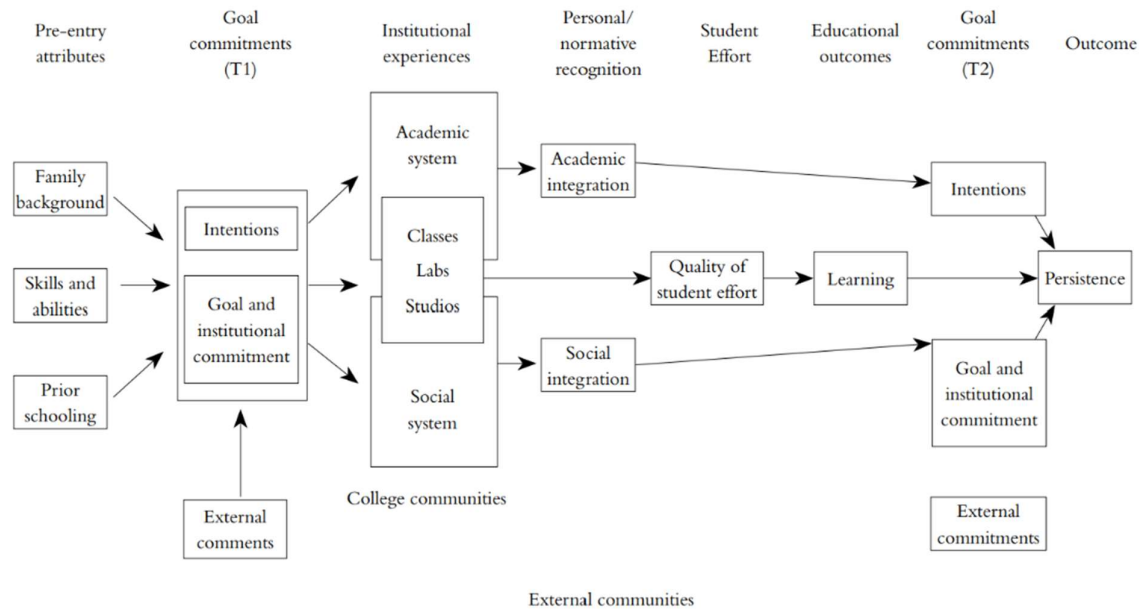 Pre-entry
attributes
Goal
commitments
(T1)
Institutional
experiences
Personal/
normative
recognition
Student
Effort
Educational
outcomes
Goal
commitments
(T2)
Outcome
Family
background
Skills and
abilities
Prior
schooling
Intentions
Goal and
institutional
commitment
External
comments
Academic
system
Classes
Labs
Studios
Social
system
College communities
Academic
integration
Social
integration
Quality of
student effort
Learning
Intentions
Goal and
institutional
commitment
External
commitments
Persistence
External communities